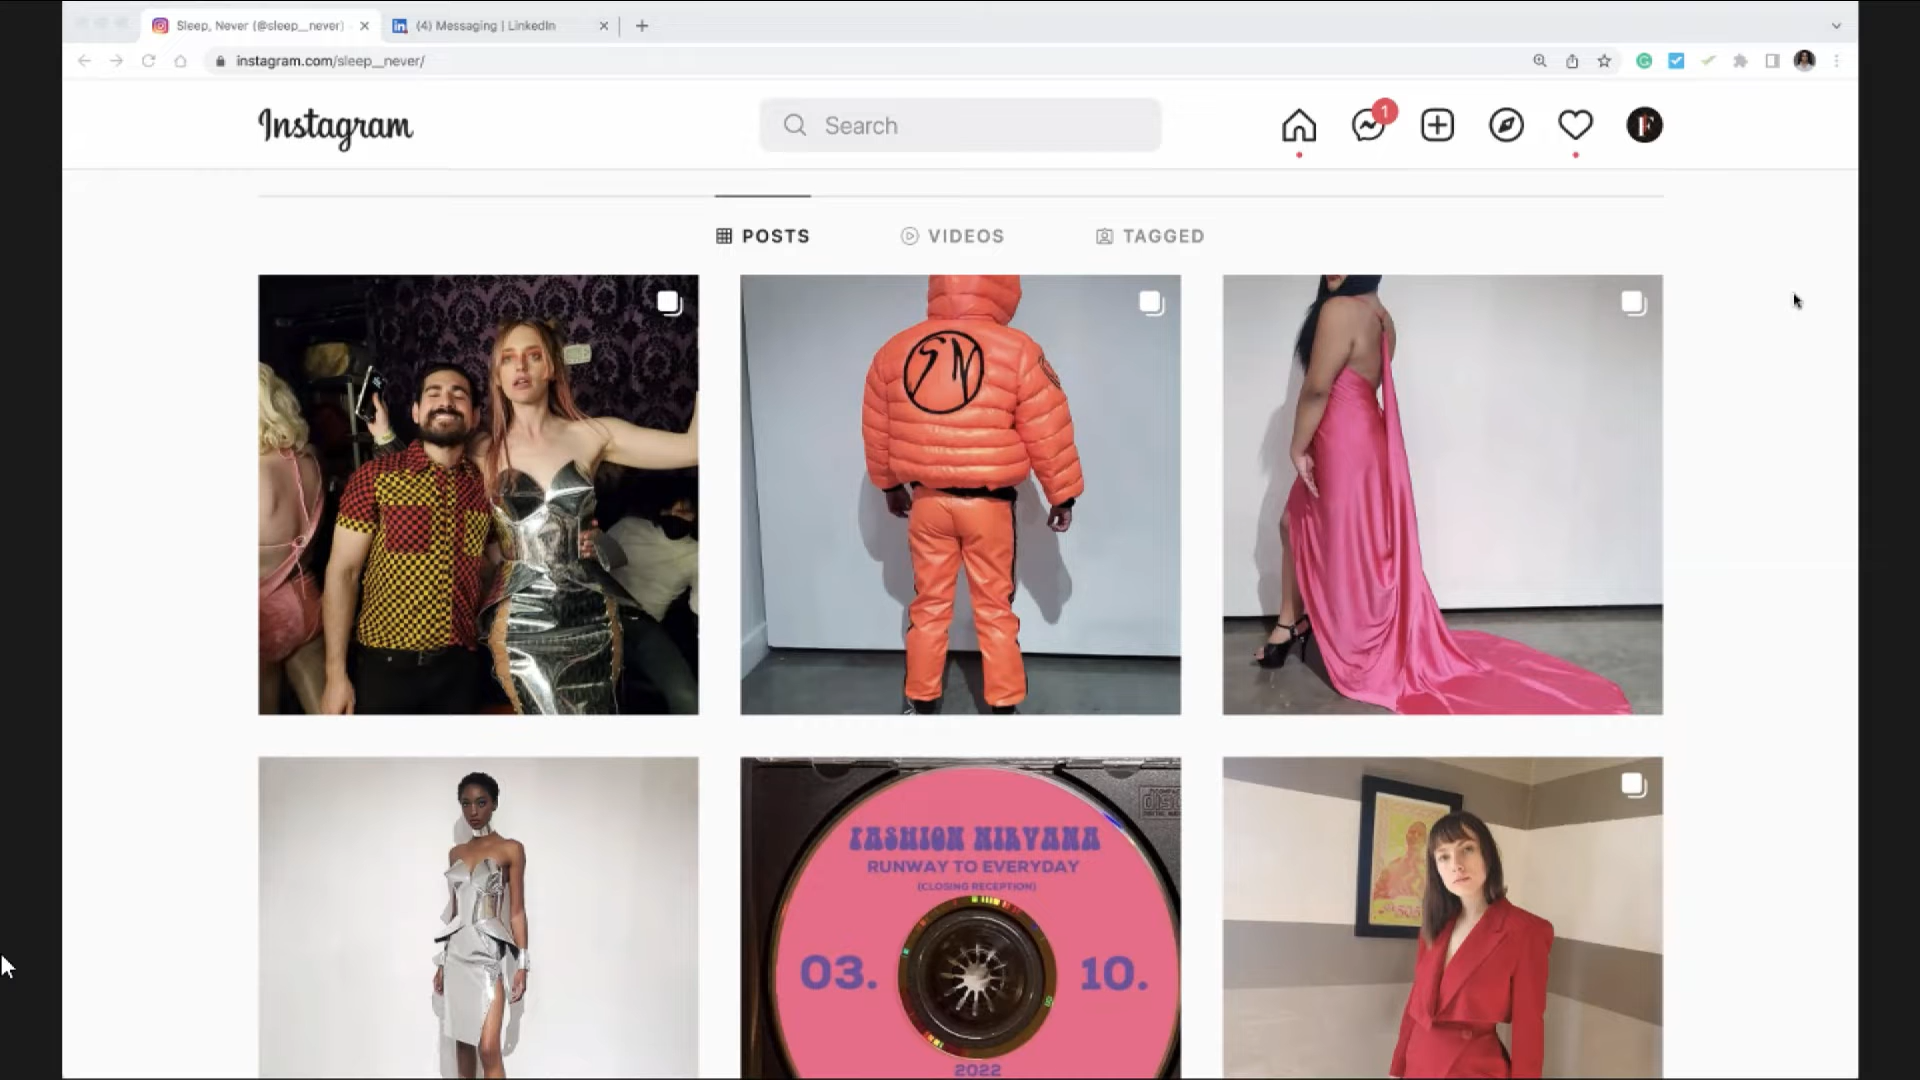 Sleep, Never (@sleep__never)
(4) Messaging | LinkedIn
instagram.com/sleep__never/
Instagram
Search
1
POSTS
VIDEOS
TAGGED
SN
FASHION NIRVANA
RUNWAY TO EVERYDAY
(CLOSING RECEPTION)
03. 10.
2022